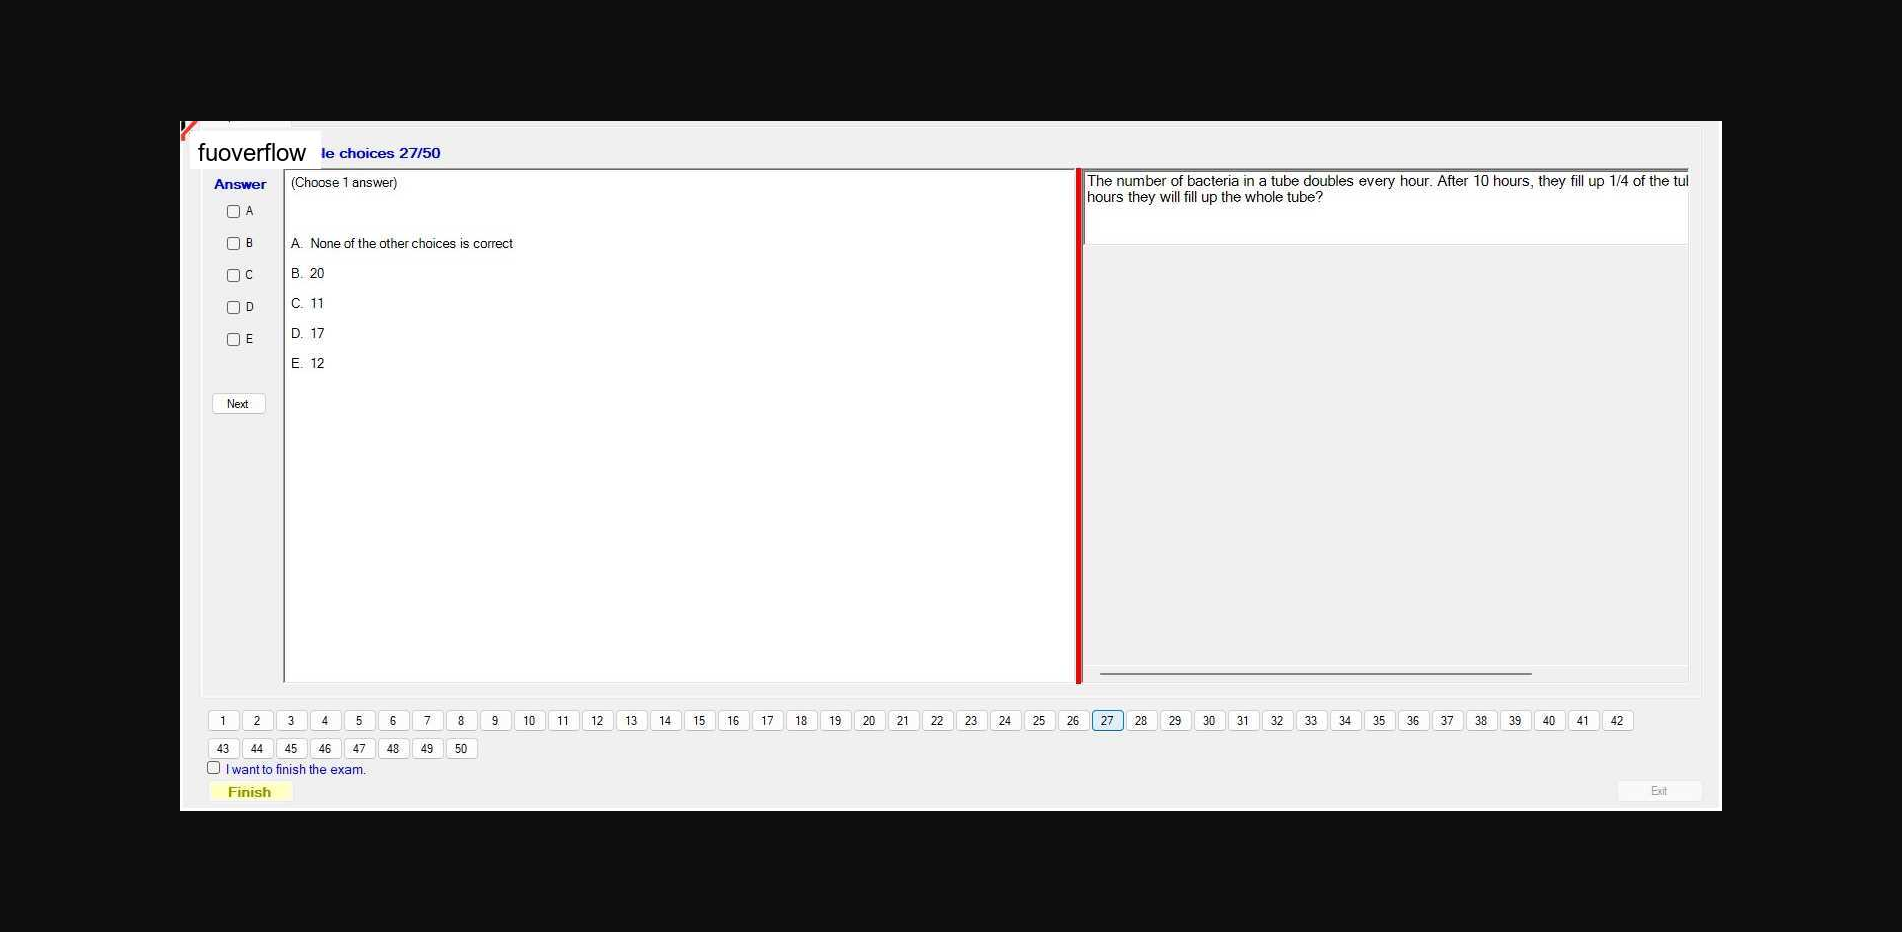 fuoverflow
le choices 27/50
Answer
A
B
C
D
E
Next
(Choose 1 answer)
A. None of the other choices is correct
B. 20
C. 11
D. 17
E. 12
The number of bacteria in a tube doubles every hour. After 10 hours, they fill up 1/4 of the
hours they will fill up the whole tube?
1 2 3 4 5 6 7 8 9 10 11 12 13 14 15 16 17 18 19 20 21 22 23 24 25 26 27 28 29 30 31 32 33 34 35 36 37 38 39 40 41 42
43 44 45 46 47 48 49 50
I want to finish the exam.
Finish
Exit